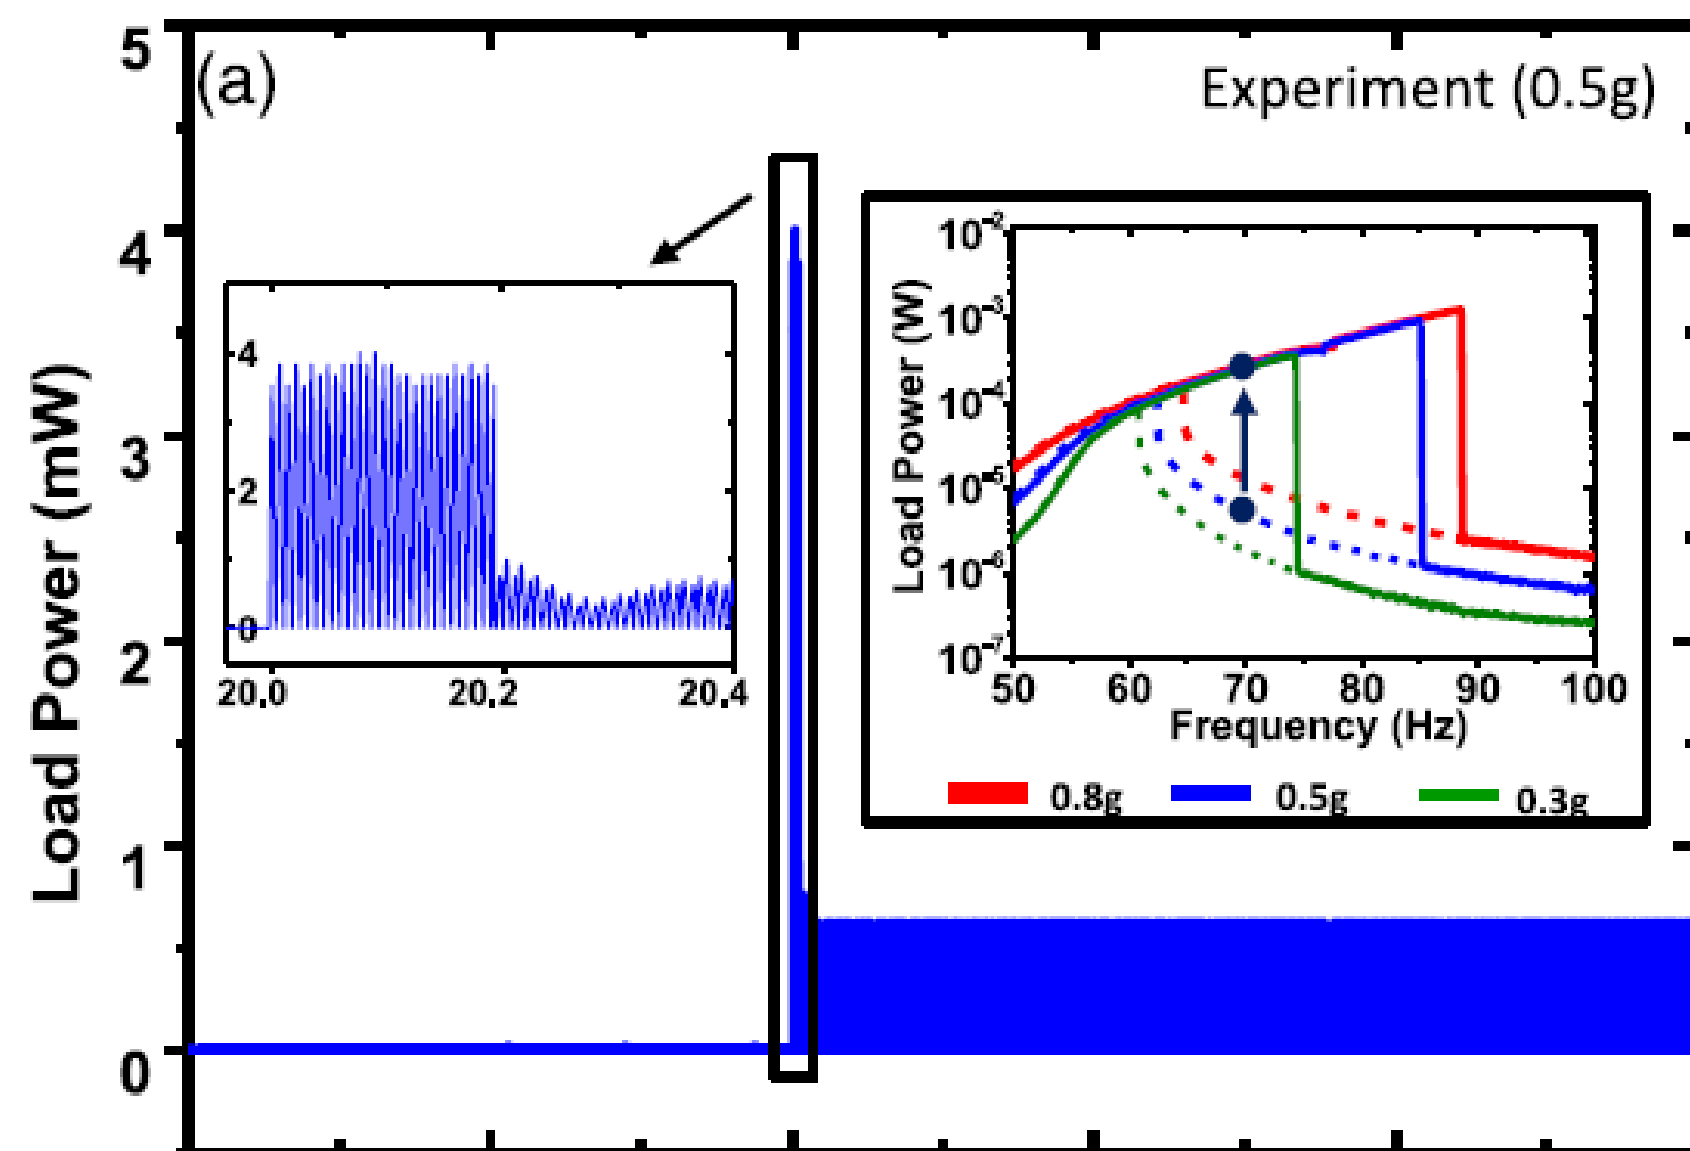 (a)
Experiment (0.5g)
Load Power (mW)
5
4
3
2
1
0
4
2
0
20.0 20.2 20.4
Load Power (W)
10⁻²
10⁻³
10⁻⁴
10⁻⁵
10⁻⁶
10⁻⁷
50 60 70 80 90 100
Frequency (Hz)
0.8g 0.5g 0.3g